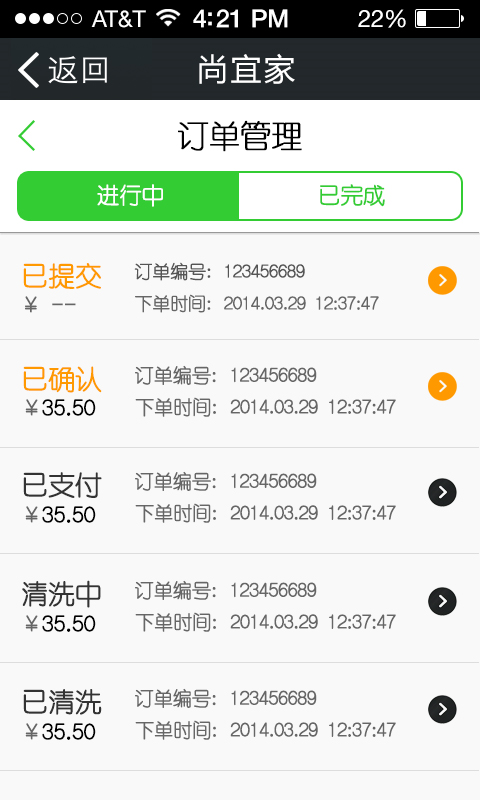 AT&T 4:21 PM 22%
返回 尚宜家
订单管理
进行中 已完成
已提交 订单编号: 123456689
¥ -- 下单时间: 2014.03.29 12:37:47
已确认 订单编号: 123456689
¥35.50 下单时间: 2014.03.29 12:37:47
已支付 订单编号: 123456689
¥35.50 下单时间: 2014.03.29 12:37:47
清洗中 订单编号: 123456689
¥35.50 下单时间: 2014.03.29 12:37:47
已清洗 订单编号: 123456689
¥35.50 下单时间: 2014.03.29 12:37:47